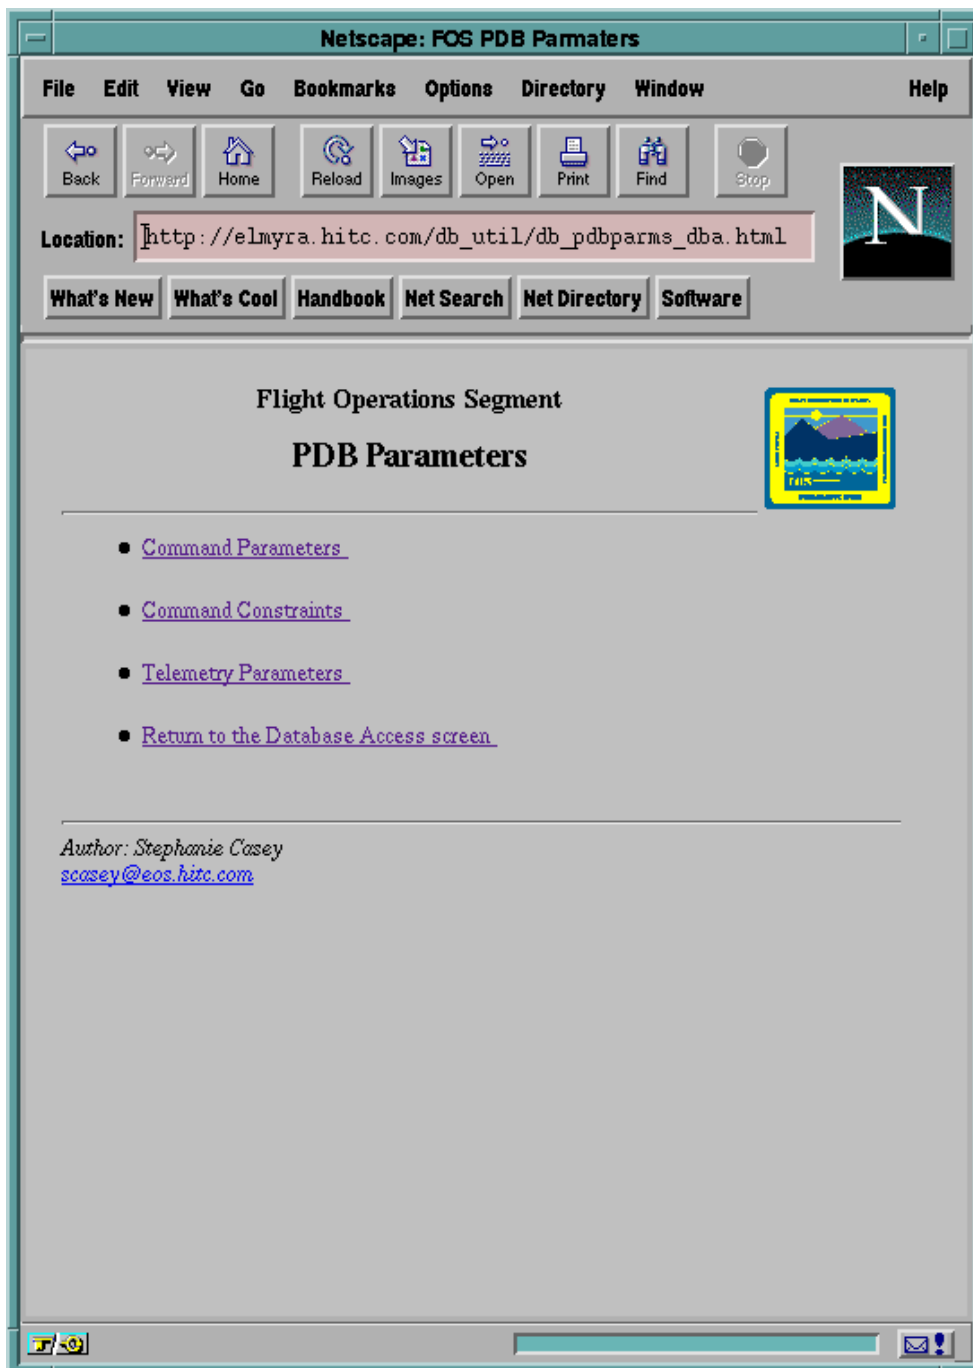 Netscape: FOS PDB Parmaters
File Edit View Go Bookmarks Options Directory Window Help
Back Forward Home Reload Images Open Print Find Stop
N
Location: http://elmyra.hitc.com/db_util/db_pdbparms_dba.html
What's New What's Cool Handbook Net Search Net Directory Software
Flight Operations Segment
PDB Parameters
Command Parameters
Command Constraints
Telemetry Parameters
Return to the Database Access screen
Author: Stephanie Casey
scasey@eos.hitc.com